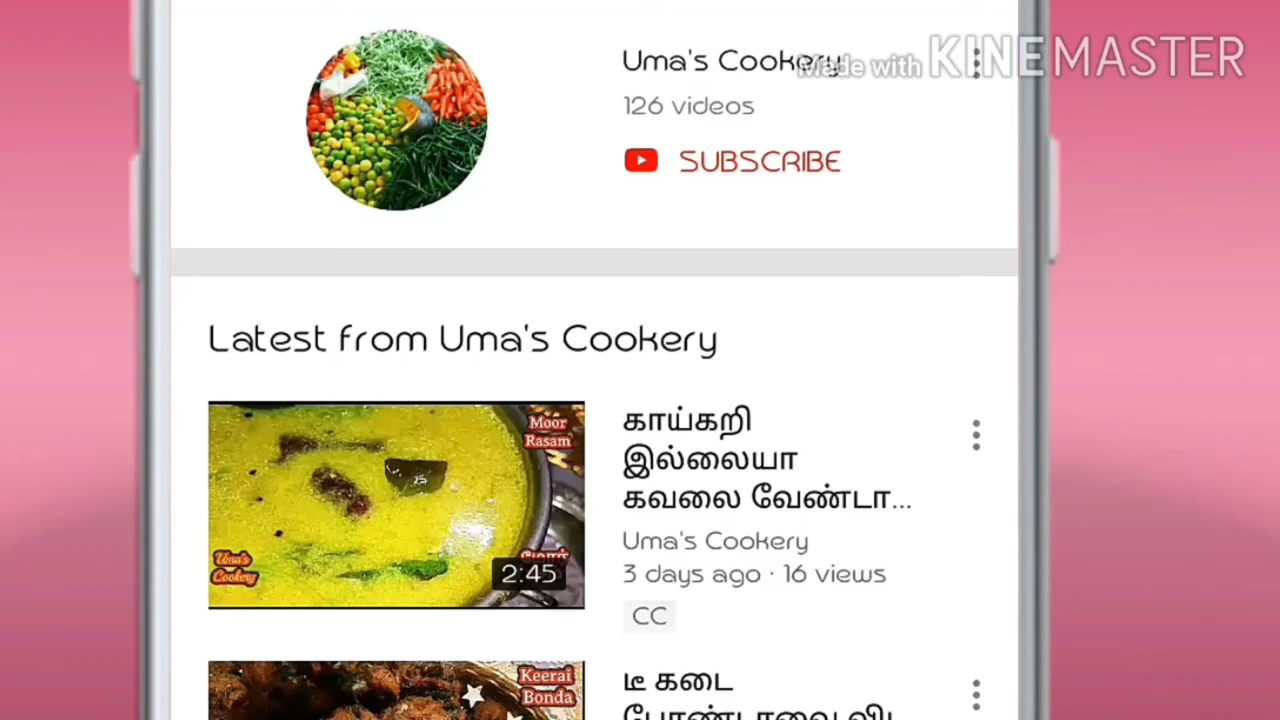 Uma's Cookery
Made with KINEMASTER
126 videos
SUBSCRIBE
Latest from Uma's Cookery
Moor
Rasam
Uma's
Cookery
மோர்
2:45
காய்கறி
இல்லையா
கவலை வேண்டா...
Uma's Cookery
3 days ago · 16 views
CC
Keerai
Bonda
டீ கடை